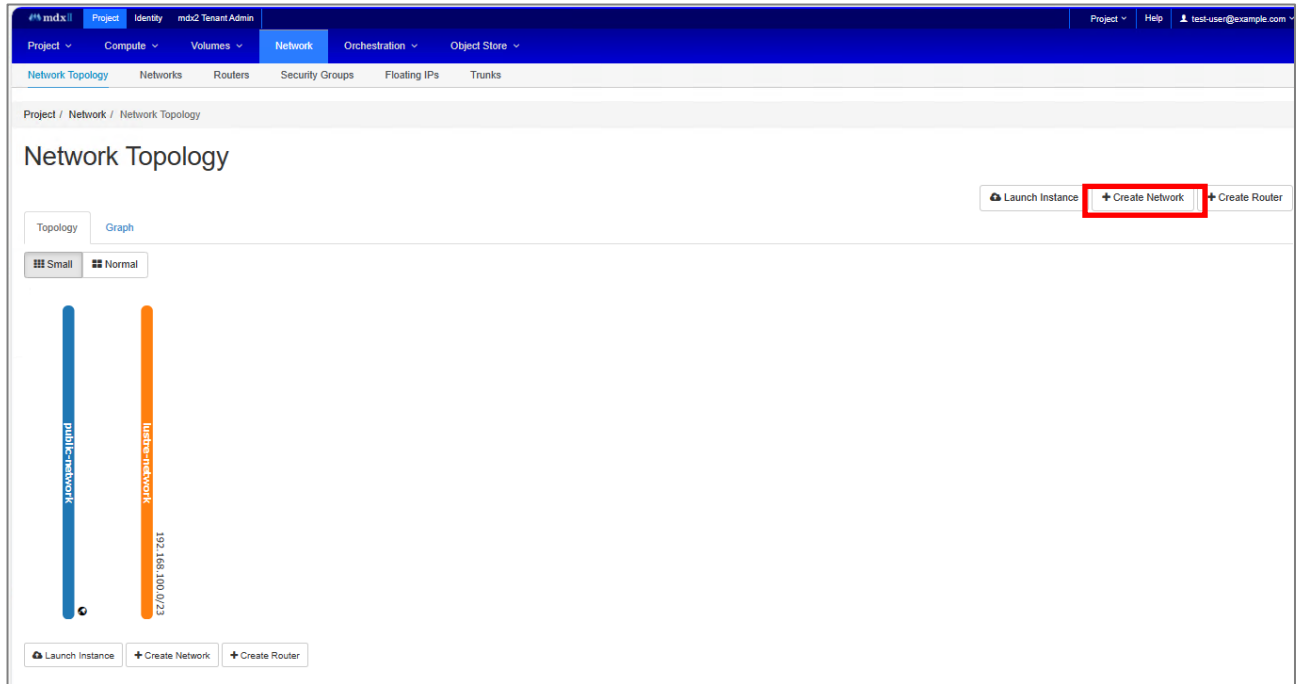 mdx II Project Identity mdx2 Tenant Admin Project Help test-user@example.com
Project Compute Volumes Network Orchestration Object Store
Network Topology Networks Routers Security Groups Floating IPs Trunks
Project / Network / Network Topology
Network Topology
Launch Instance + Create Network + Create Router
Topology Graph
Small Normal
public-network
lustre-network
192.168.100.0/23
Launch Instance + Create Network + Create Router